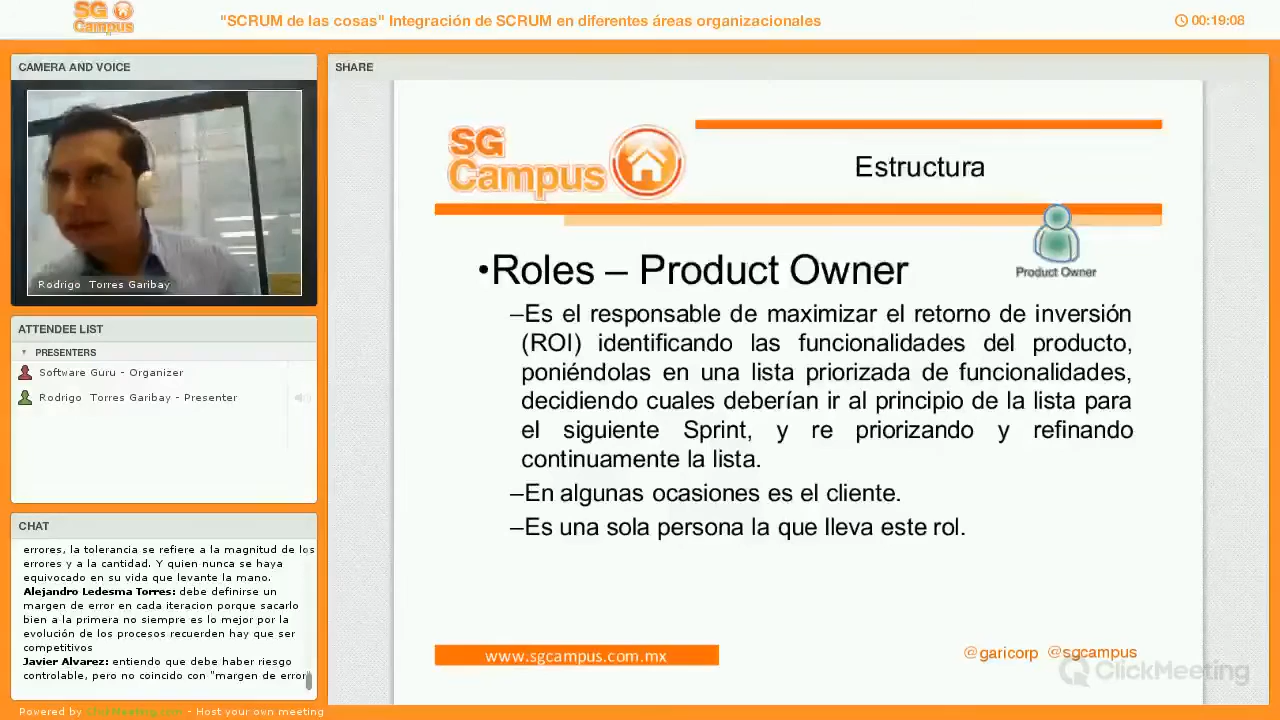 SG Campus
"SCRUM de las cosas" Integración de SCRUM en diferentes áreas organizacionales
00:19:08
CAMERA AND VOICE
Rodrigo Torres Garibay
ATTENDEE LIST
PRESENTERS
Software Guru - Organizer
Rodrigo Torres Garibay - Presenter
CHAT
errores, la tolerancia se refiere a la magnitud de los
errores y a la cantidad. Y quien nunca se haya
equivocado en su vida que levante la mano.
Alejandro Ledesma Torres: debe definirse un
margen de error en cada iteracion porque sacarlo
bien a la primera no siempre es lo mejor por la
evolución de los procesos recuerden hay que ser
competitivos
Javier Alvarez: entiendo que debe haber riesgo
controlable, pero no coincido con "margen de error"
Powered by ClickMeeting.com - Host your own meeting
SHARE
SG
Campus
Estructura
Product Owner
•Roles – Product Owner
–Es el responsable de maximizar el retorno de inversión
(ROI) identificando las funcionalidades del producto,
poniéndolas en una lista priorizada de funcionalidades,
decidiendo cuales deberían ir al principio de la lista para
el siguiente Sprint, y re priorizando y refinando
continuamente la lista.
–En algunas ocasiones es el cliente.
–Es una sola persona la que lleva este rol.
www.sgcampus.com.mx
@garicorp @sgcampus
ClickMeeting